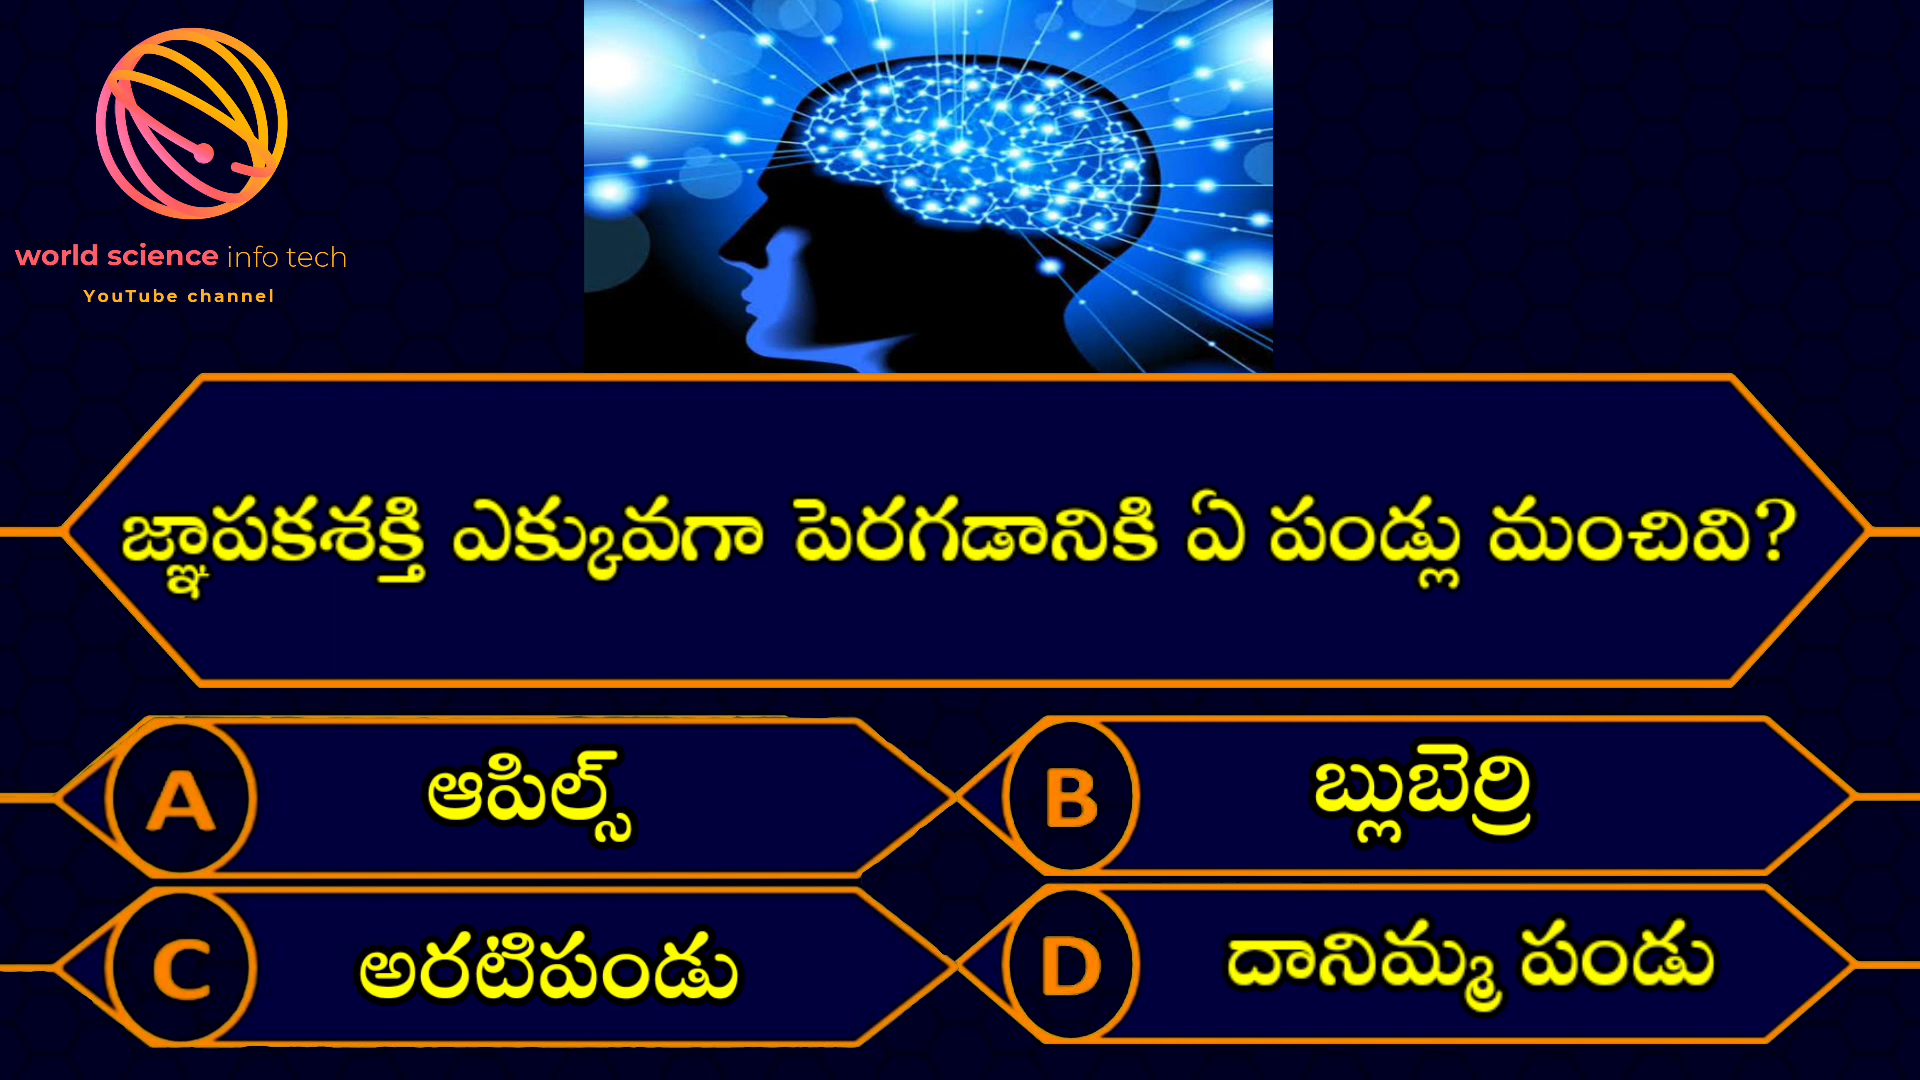 world science info tech
YouTube channel
జ్ఞాపకశక్తి ఎక్కువగా పెరగడానికి ఏ పండ్లు మంచివి?
A ఆపిల్స్
B బ్లుబెర్రి
C అరటిపండు
D దానిమ్మ పండు